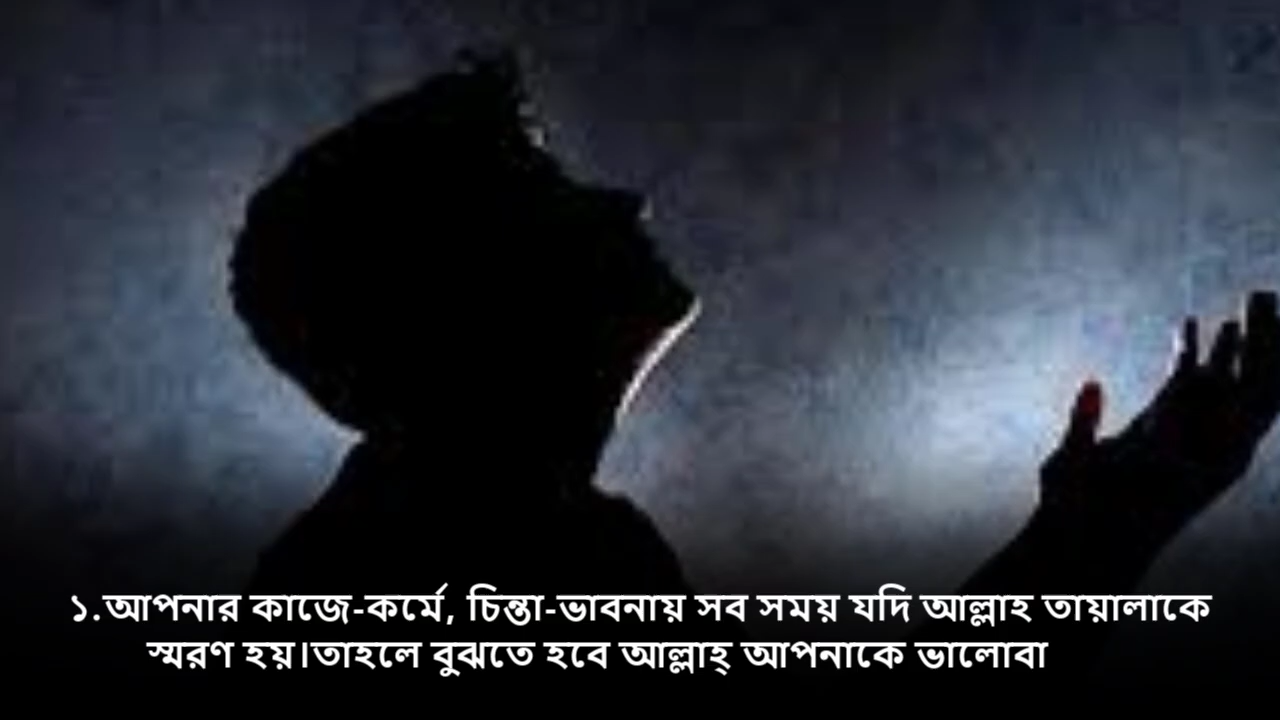 ১.আপনার কাজে-কর্মে, চিন্তা-ভাবনায় সব সময় যদি আল্লাহ তায়ালাকে
স্মরণ হয়।তাহলে বুঝতে হবে আল্লাহ্ আপনাকে ভালোবা